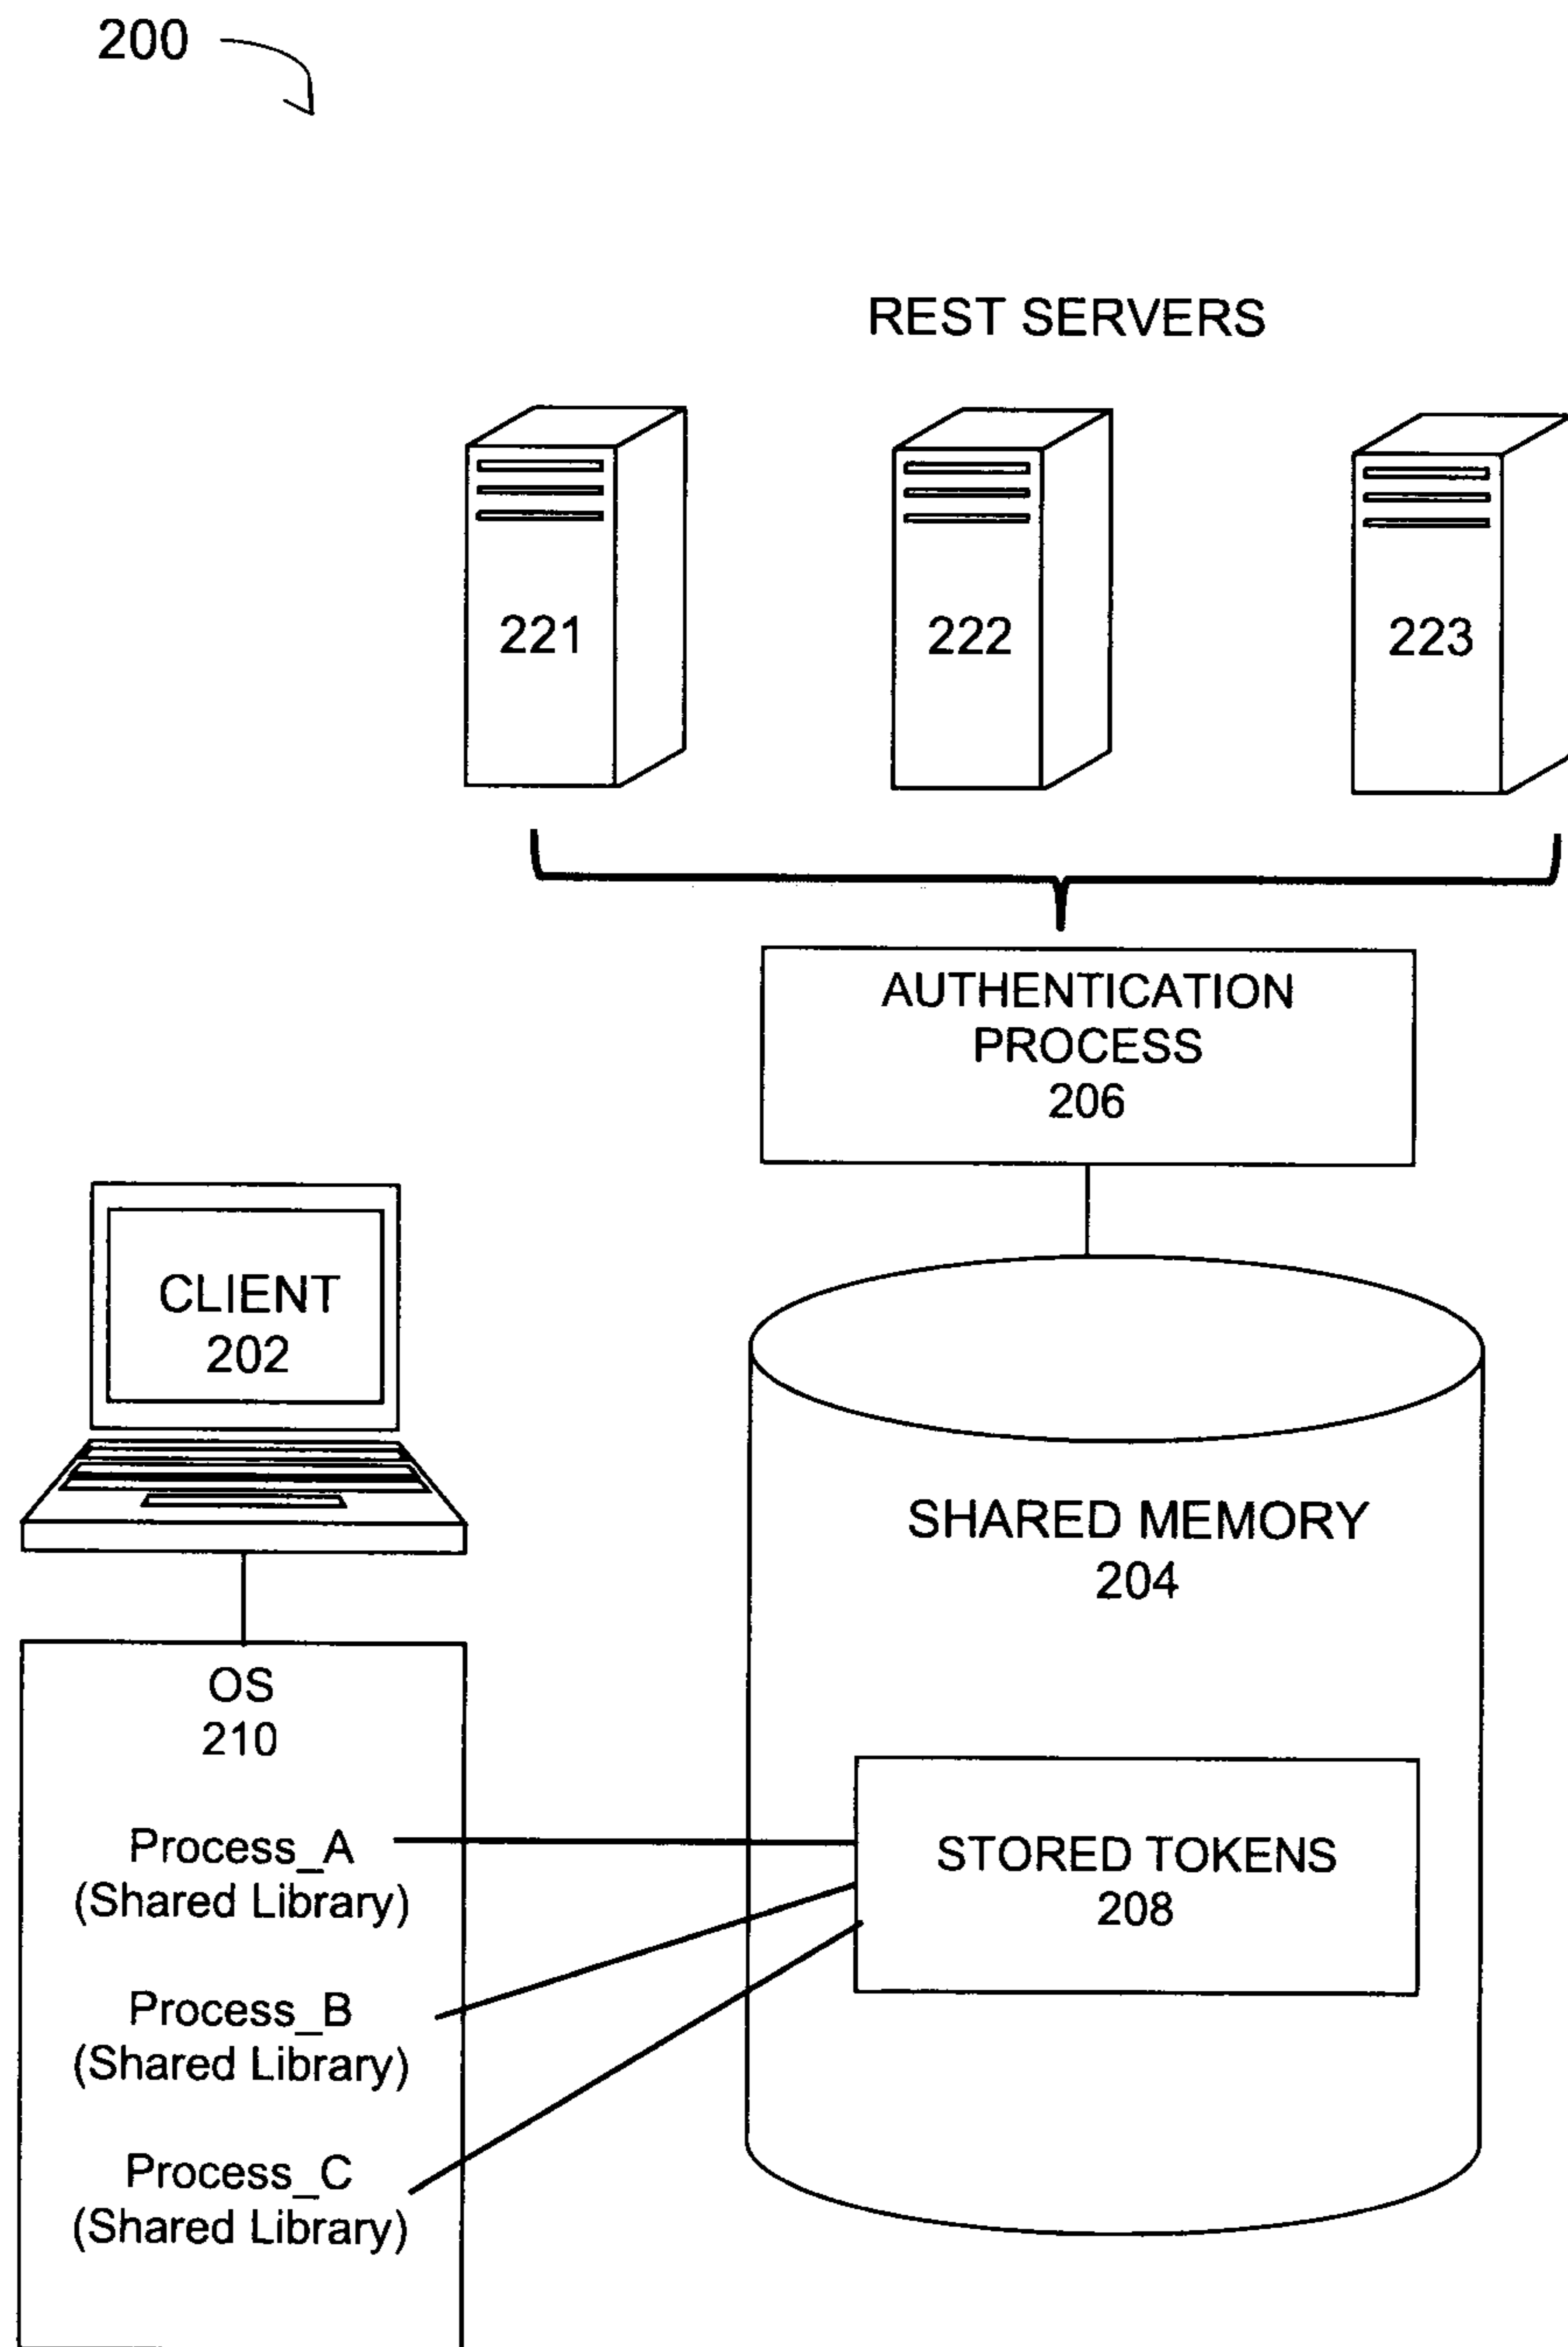 200
REST SERVERS
221
222
223
AUTHENTICATION
PROCESS
206
CLIENT
202
SHARED MEMORY
204
OS
210
Process_A
(Shared Library)
STORED TOKENS
208
Process_B
(Shared Library)
Process_C
(Shared Library)